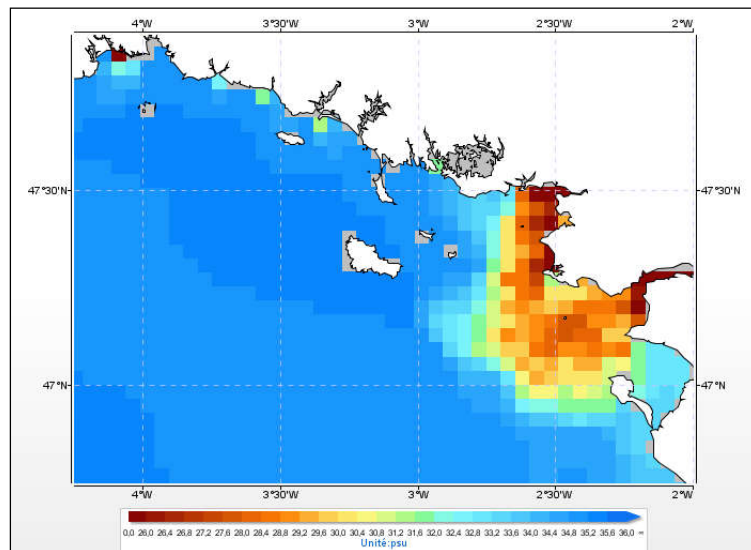 4°W 3°30'W 3°W 2°30'W 2°W
47°30'N 47°30'N
47°N 47°N
4°W 3°30'W 3°W 2°30'W 2°W
0,0 26,0 26,4 26,8 27,2 27,6 28,0 28,4 28,8 29,2 29,6 30,0 30,4 30,8 31,2 31,6 32,0 32,4 32,8 33,2 33,6 34,0 34,4 34,8 35,2 35,6 36,0 ∞
Unité:psu